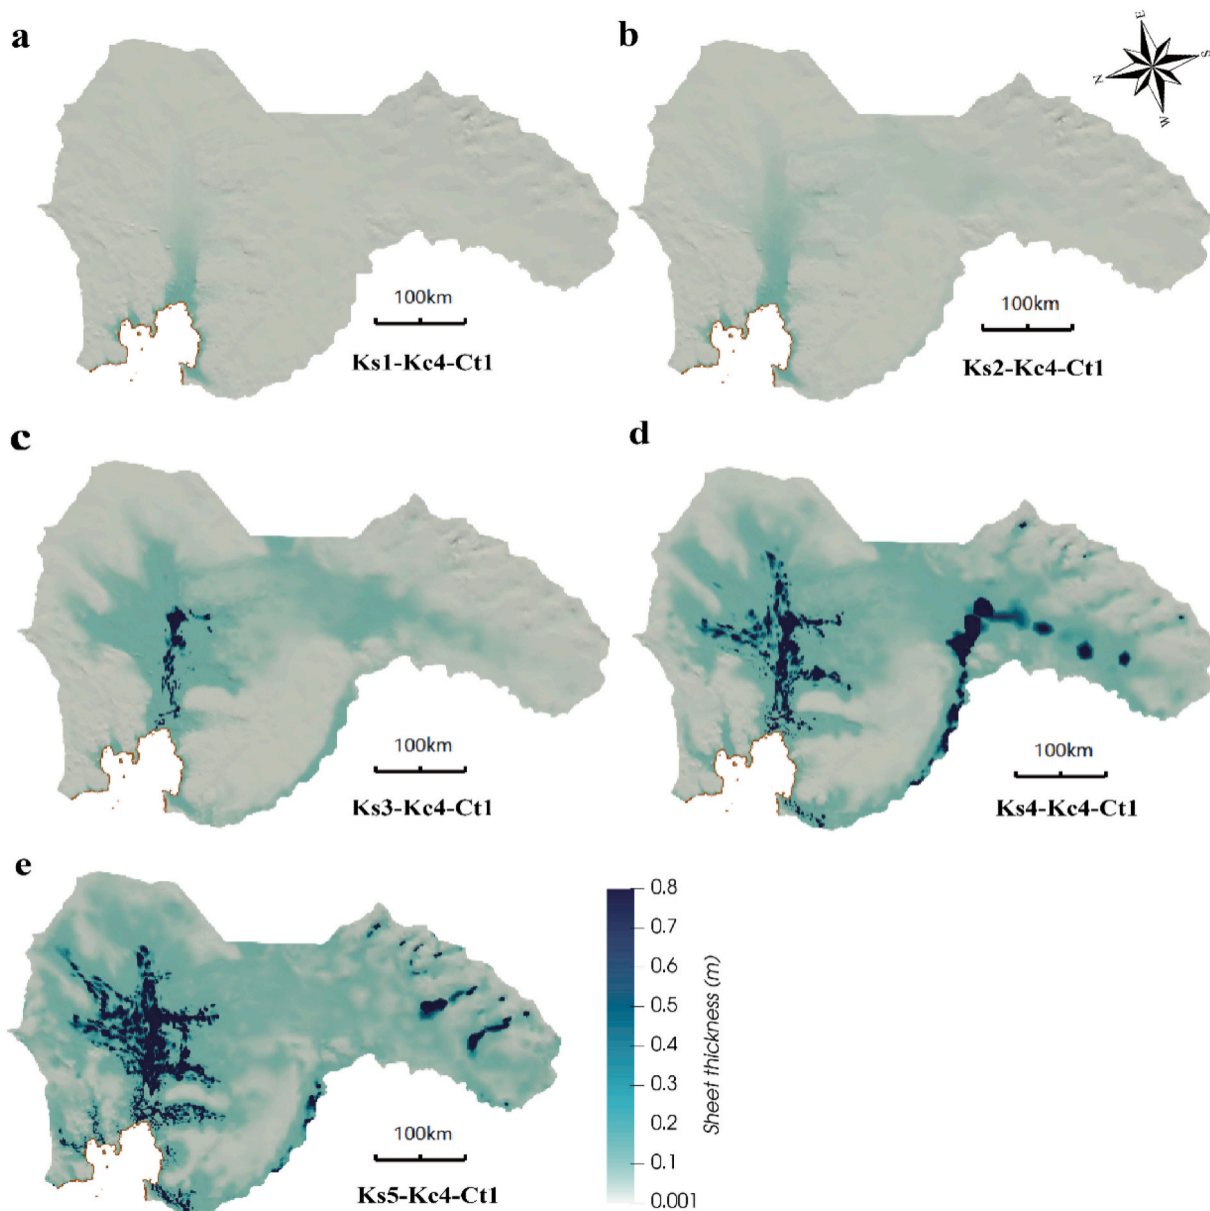 a
b
E
S
N
W
100km
Ks1-Kc4-Ct1
100km
Ks2-Kc4-Ct1
c
d
100km
Ks3-Kc4-Ct1
100km
Ks4-Kc4-Ct1
e
0.8
0.7
0.6
0.5
0.4
0.3
0.2
0.1
0.001
Sheet thickness (m)
100km
Ks5-Kc4-Ct1